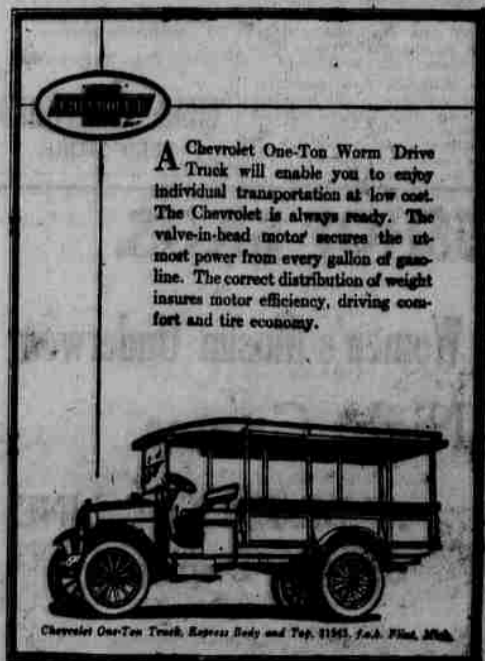 CHEVROLET
A Chevrolet One-Ton Worm Drive
Truck will enable you to enjoy
individual transportation at low cost.
The Chevrolet is always ready. The
valve-in-head motor secures the ut-
most power from every gallon of gaso-
line. The correct distribution of weight
insures motor efficiency, driving com-
fort and tire economy.
Chevrolet One-Ton Truck, Express Body and Top, f.o.b. Flint, Mich.